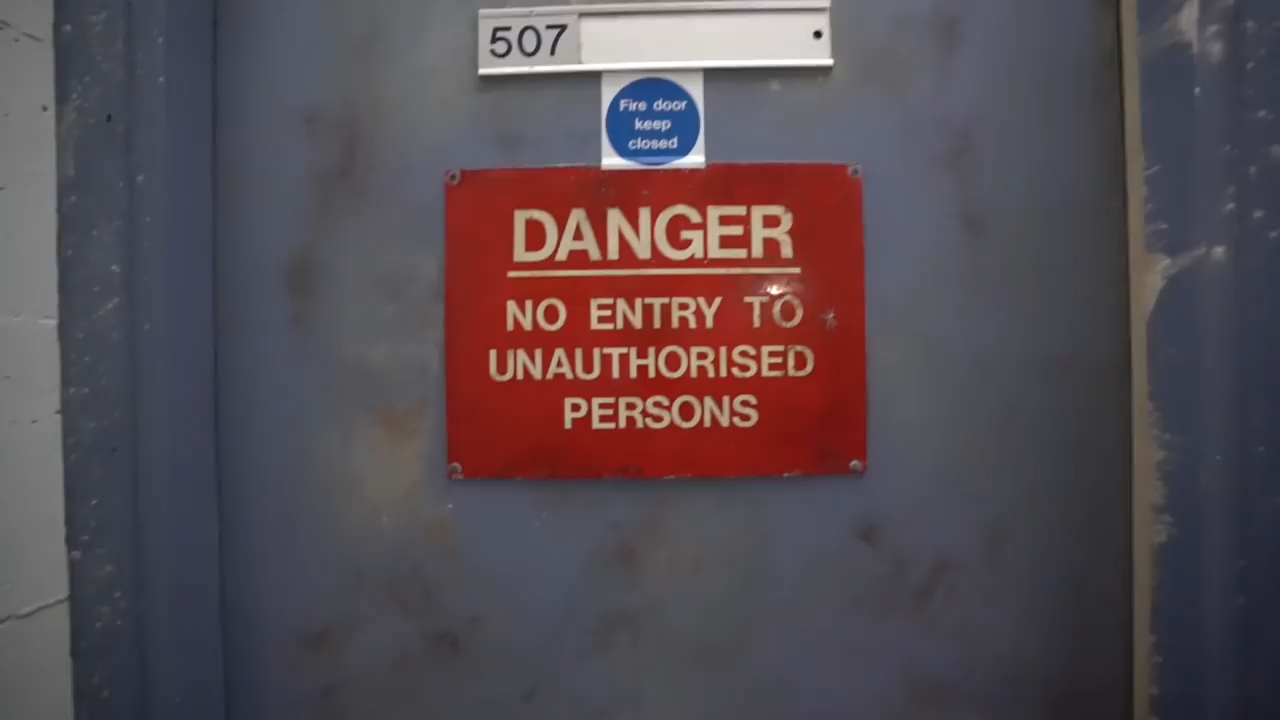 507
Fire door
keep
closed
DANGER
NO ENTRY TO
UNAUTHORISED
PERSONS